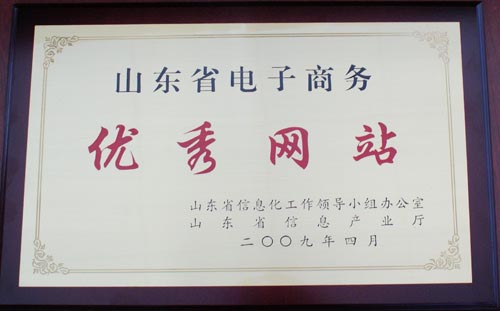 山东省电子商务
优秀网站
山东省信息化工作领导小组办公室
山东省信息产业厅
二〇〇九年四月